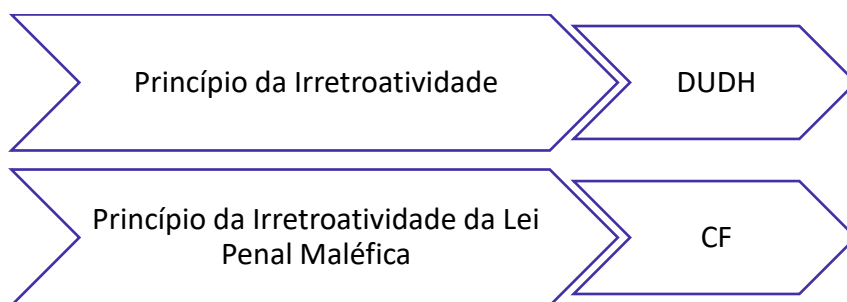 Princípio da Irretroatividade
DUDH
Princípio da Irretroatividade da Lei
Penal Maléfica
CF